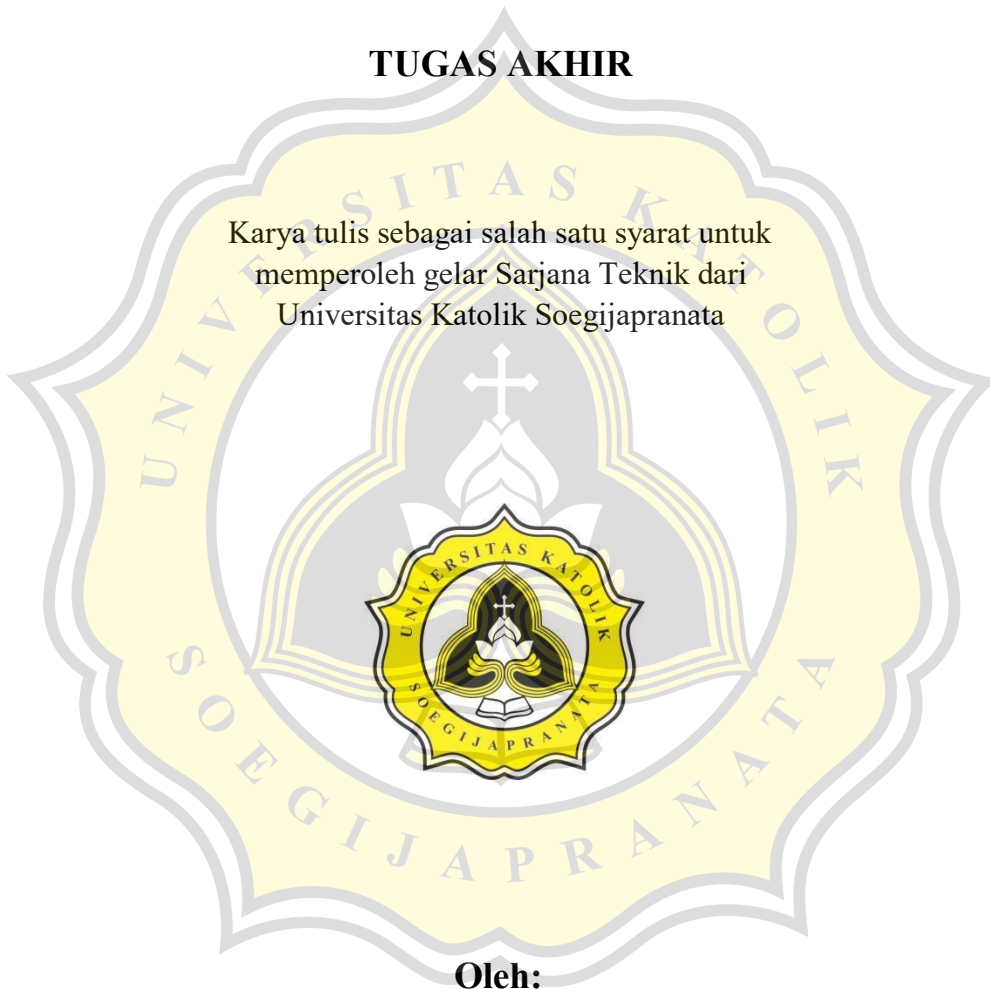 TUGAS AKHIR
Karya tulis sebagai salah satu syarat untuk
memperoleh gelar Sarjana Teknik dari
Universitas Katolik Soegijapranata
UNIVERSITAS KATOLIK
SOEGIJAPRANATA
UNIVERSITAS KATOLIK
SOEGIJAPRANATA
Oleh: